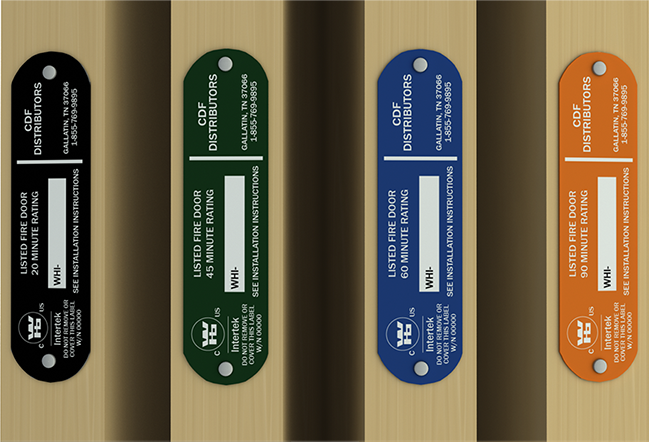 C
WH
US
Intertek
DO NOT REMOVE OR
COVER THIS LABEL
W/N 00000
LISTED FIRE DOOR
20 MINUTE RATING
WHI-
SEE INSTALLATION INSTRUCTIONS
CDF
DISTRIBUTORS
GALLATIN, TN 37066
1-855-769-9895
C
WH
US
Intertek
DO NOT REMOVE OR
COVER THIS LABEL
W/N 00000
LISTED FIRE DOOR
45 MINUTE RATING
WHI-
SEE INSTALLATION INSTRUCTIONS
CDF
DISTRIBUTORS
GALLATIN, TN 37066
1-855-769-9895
C
WH
US
Intertek
DO NOT REMOVE OR
COVER THIS LABEL
W/N 00000
LISTED FIRE DOOR
60 MINUTE RATING
WHI-
SEE INSTALLATION INSTRUCTIONS
CDF
DISTRIBUTORS
GALLATIN, TN 37066
1-855-769-9895
C
WH
US
Intertek
DO NOT REMOVE OR
COVER THIS LABEL
W/N 00000
LISTED FIRE DOOR
90 MINUTE RATING
WHI-
SEE INSTALLATION INSTRUCTIONS
CDF
DISTRIBUTORS
GALLATIN, TN 37066
1-855-769-9895